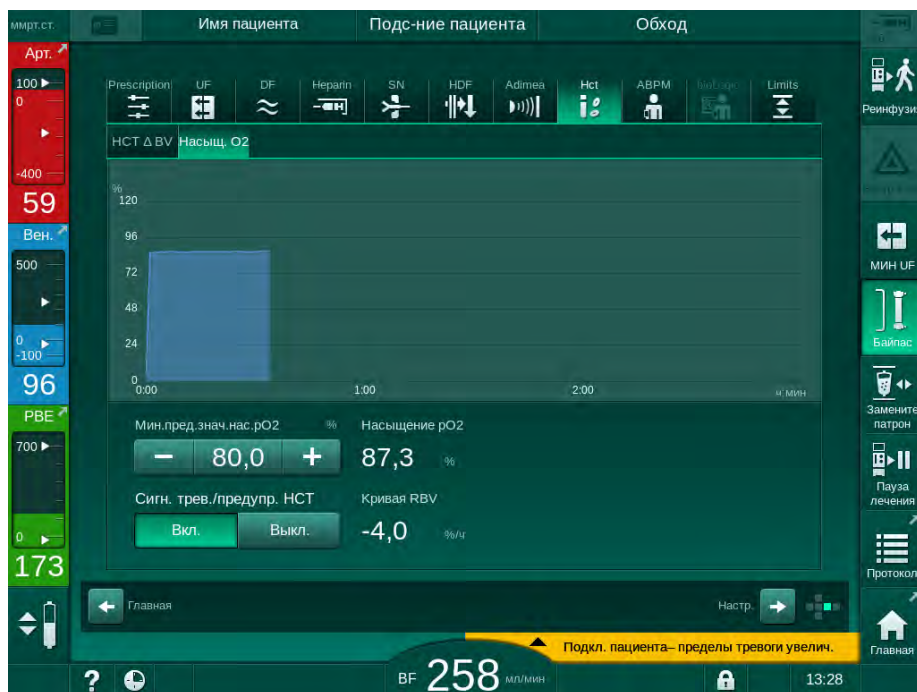 ммрт.ст.
Имя пациента
Подс-ние пациента
Обход
Арт.
100
0
-400
59
Вен.
500
0
-100
96
PBE
700
0
173
Prescription
UF
DF
Heparin
SN
HDF
Adimea
Hct
ABPM
bioLogic
Limits
HCT Δ BV
Насыщ. O2
%
120
96
72
48
24
0
0:00
1:00
2:00
ч:мин
Мин.пред.знач.нас.pO2 %
− 80,0 +
Насыщение pO2
87,3 %
Сигн. трев./предупр. HCT
Вкл.
Выкл.
Кривая RBV
-4,0 %/ч
Главная
Настр.
Подкл. пациента– пределы тревоги увелич.
?
BF 258 мл/мин
13:28
Реинфузия
МИН UF
Байпас
Замените
патрон
Пауза
лечения
Протокол
Главная